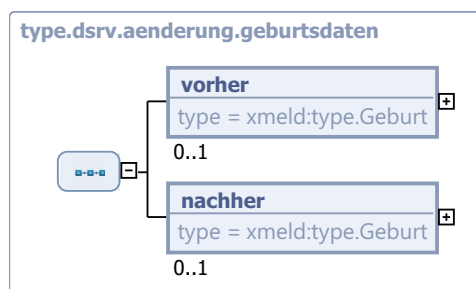 type.dsrv.aenderung.geburtsdaten
vorher
type = xmeld:type.Geburt
0..1
nachher
type = xmeld:type.Geburt
0..1